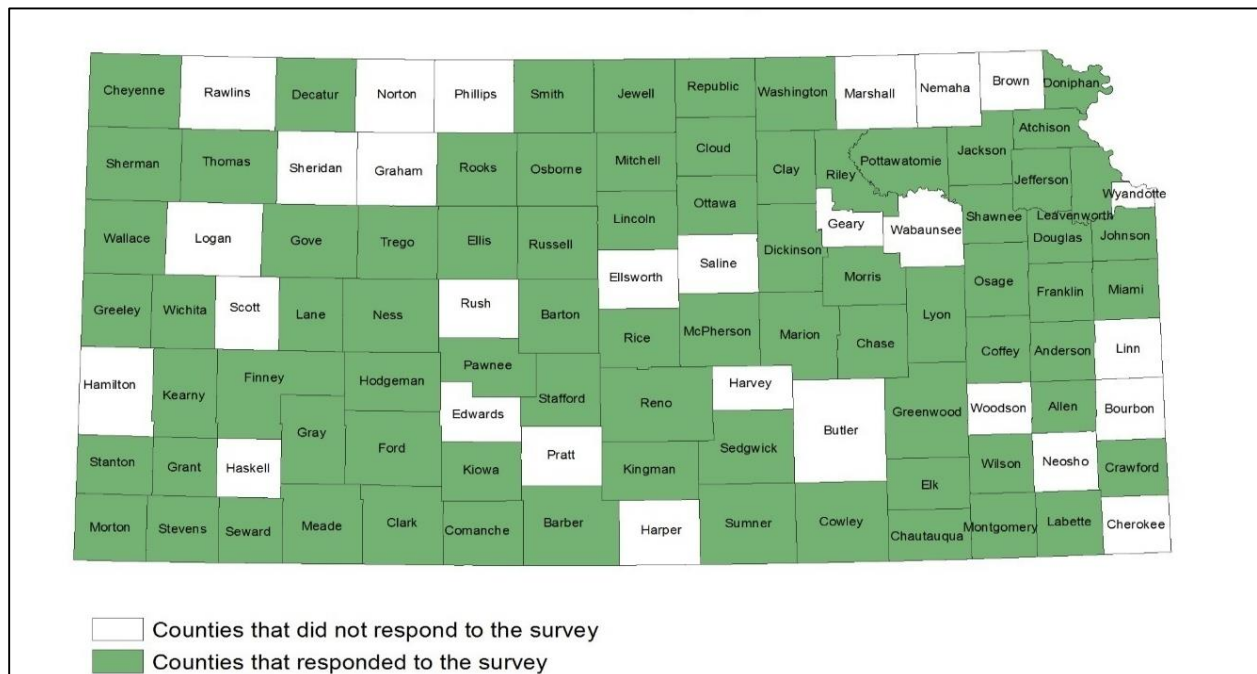 Cheyenne
Rawlins
Decatur
Norton
Phillips
Smith
Jewell
Republic
Washington
Marshall
Nemaha
Brown
Doniphan
Sherman
Thomas
Sheridan
Graham
Rooks
Osborne
Mitchell
Cloud
Clay
Riley
Pottawatomie
Jackson
Atchison
Jefferson
Wyandotte
Wallace
Logan
Gove
Trego
Ellis
Russell
Lincoln
Ottawa
Saline
Ellsworth
Dickinson
Geary
Wabaunsee
Shawnee
Leavenworth
Douglas
Johnson
Greeley
Wichita
Scott
Lane
Ness
Rush
Barton
Rice
McPherson
Marion
Morris
Chase
Lyon
Osage
Franklin
Miami
Hamilton
Kearny
Finney
Hodgeman
Pawnee
Edwards
Stafford
Reno
Harvey
Butler
Greenwood
Coffey
Anderson
Linn
Woodson
Allen
Bourbon
Stanton
Grant
Haskell
Gray
Ford
Kiowa
Pratt
Kingman
Sedgwick
Elk
Wilson
Neosho
Crawford
Morton
Stevens
Seward
Meade
Clark
Comanche
Barber
Harper
Sumner
Cowley
Chautauqua
Montgomery
Labette
Cherokee
Counties that did not respond to the survey
Counties that responded to the survey